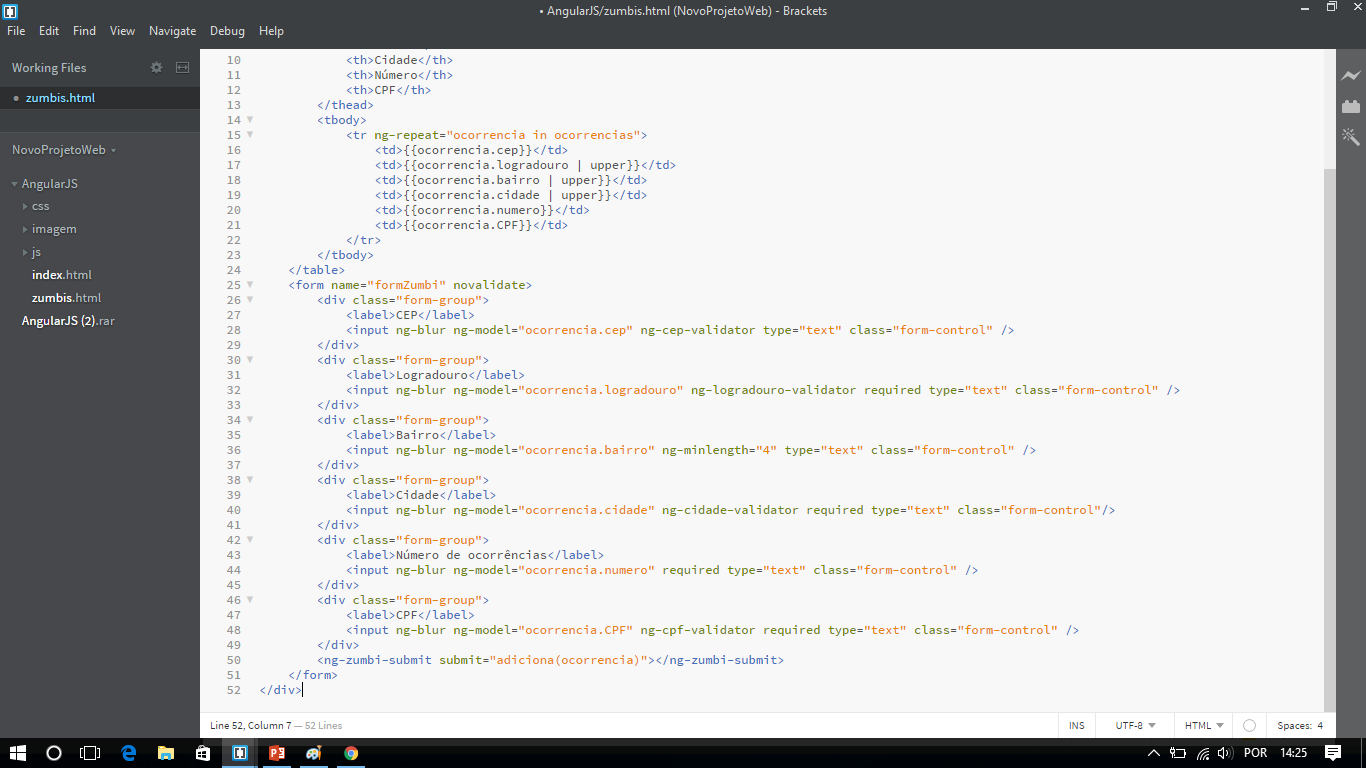 • AngularJS/zumbis.html (NovoProjetoWeb) - Brackets
File Edit Find View Navigate Debug Help
Working Files
• zumbis.html
NovoProjetoWeb
AngularJS
css
imagem
js
index.html
zumbis.html
AngularJS (2).rar
10 <th>Cidade</th>
11 <th>Número</th>
12 <th>CPF</th>
13 </thead>
14 <tbody>
15 <tr ng-repeat="ocorrencia in ocorrencias">
16 <td>{{ocorrencia.cep}}</td>
17 <td>{{ocorrencia.logradouro | upper}}</td>
18 <td>{{ocorrencia.bairro | upper}}</td>
19 <td>{{ocorrencia.cidade | upper}}</td>
20 <td>{{ocorrencia.numero}}</td>
21 <td>{{ocorrencia.CPF}}</td>
22 </tr>
23 </tbody>
24 </table>
25 <form name="formZumbi" novalidate>
26 <div class="form-group">
27 <label>CEP</label>
28 <input ng-blur ng-model="ocorrencia.cep" ng-cep-validator type="text" class="form-control" />
29 </div>
30 <div class="form-group">
31 <label>Logradouro</label>
32 <input ng-blur ng-model="ocorrencia.logradouro" ng-logradouro-validator required type="text" class="form-control" />
33 </div>
34 <div class="form-group">
35 <label>Bairro</label>
36 <input ng-blur ng-model="ocorrencia.bairro" ng-minlength="4" type="text" class="form-control" />
37 </div>
38 <div class="form-group">
39 <label>Cidade</label>
40 <input ng-blur ng-model="ocorrencia.cidade" ng-cidade-validator required type="text" class="form-control"/>
41 </div>
42 <div class="form-group">
43 <label>Número de ocorrências</label>
44 <input ng-blur ng-model="ocorrencia.numero" required type="text" class="form-control" />
45 </div>
46 <div class="form-group">
47 <label>CPF</label>
48 <input ng-blur ng-model="ocorrencia.CPF" ng-cpf-validator required type="text" class="form-control" />
49 </div>
50 <ng-zumbi-submit submit="adiciona(ocorrencia)"></ng-zumbi-submit>
51 </form>
52 </div>
Line 52, Column 7 — 52 Lines
INS UTF-8 HTML Spaces: 4
POR 14:25